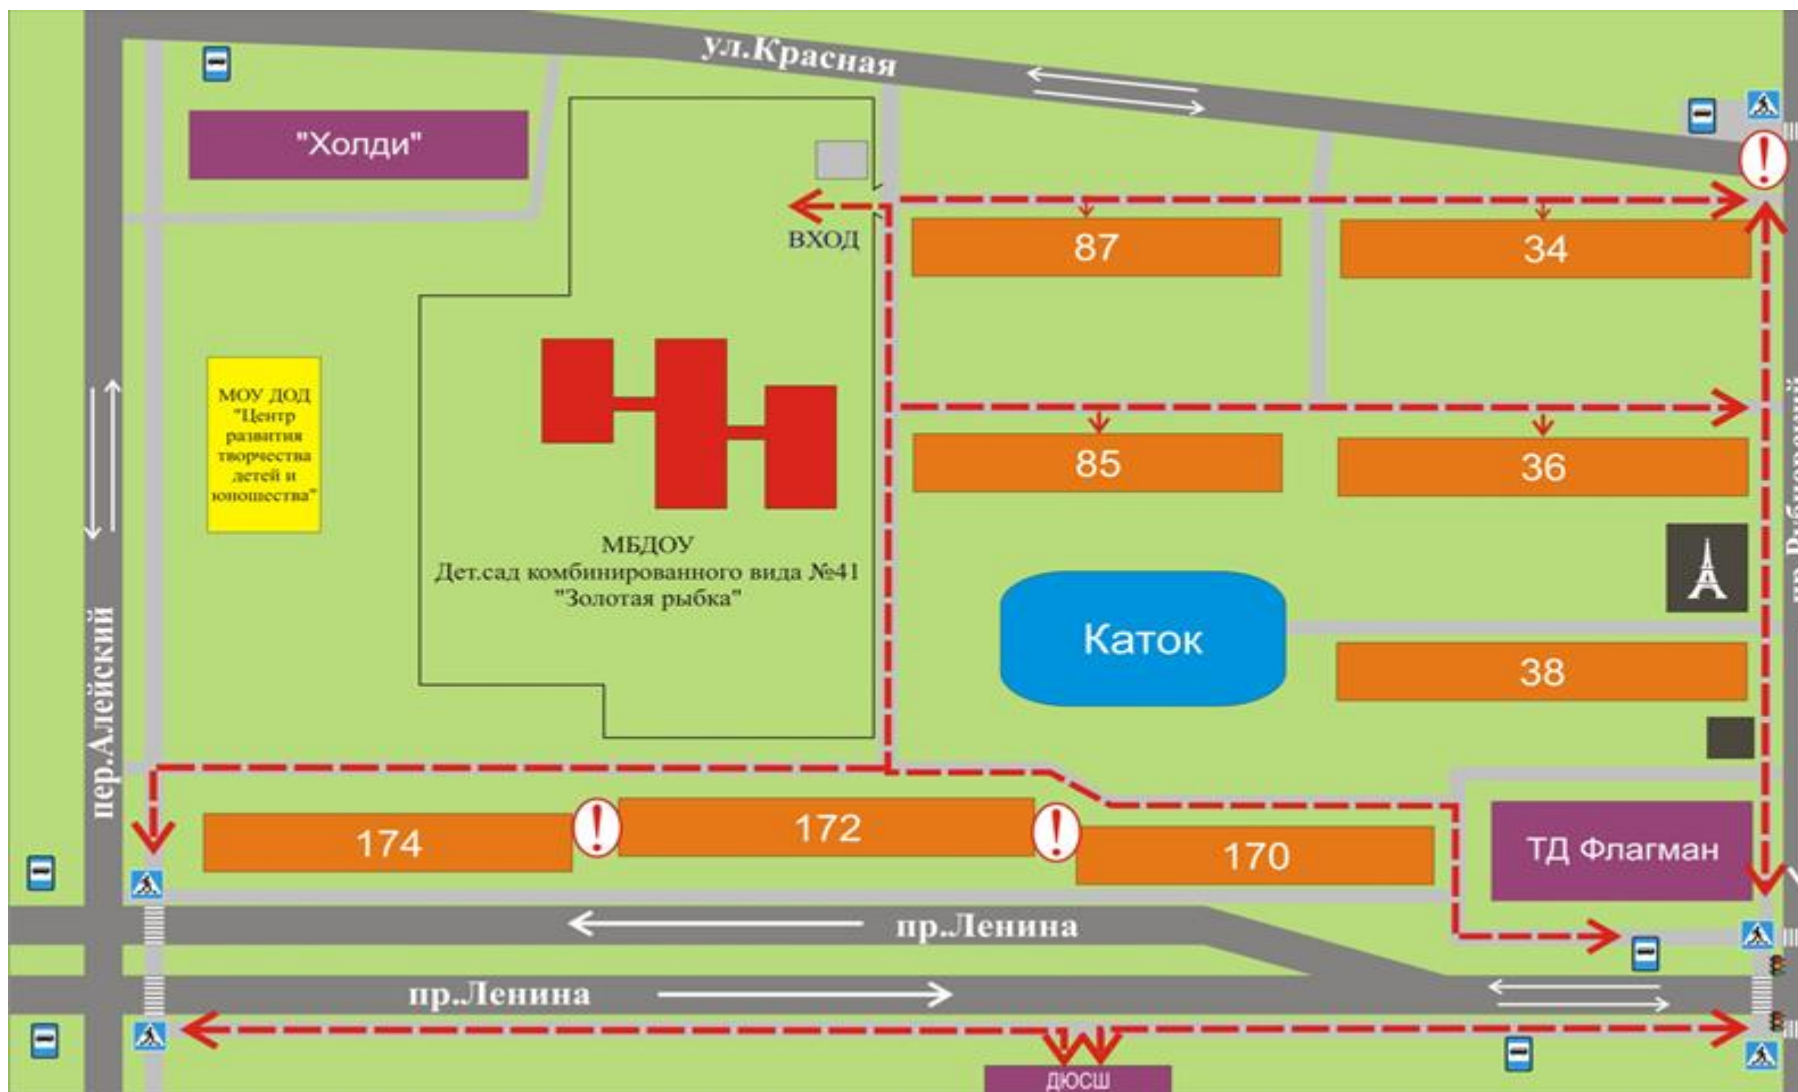 ул.Красная
"Холди"
ВХОД
87
34
МОУ ДОД
"Центр
развития
творчества
детей и
юношества"
85
36
МБДОУ
Дет.сад комбинированного вида №41
"Золотая рыбка"
Каток
38
пер.Алейский
174
172
170
ТД Флагман
пр.Ленина
пр.Ленина
ДЮСШ